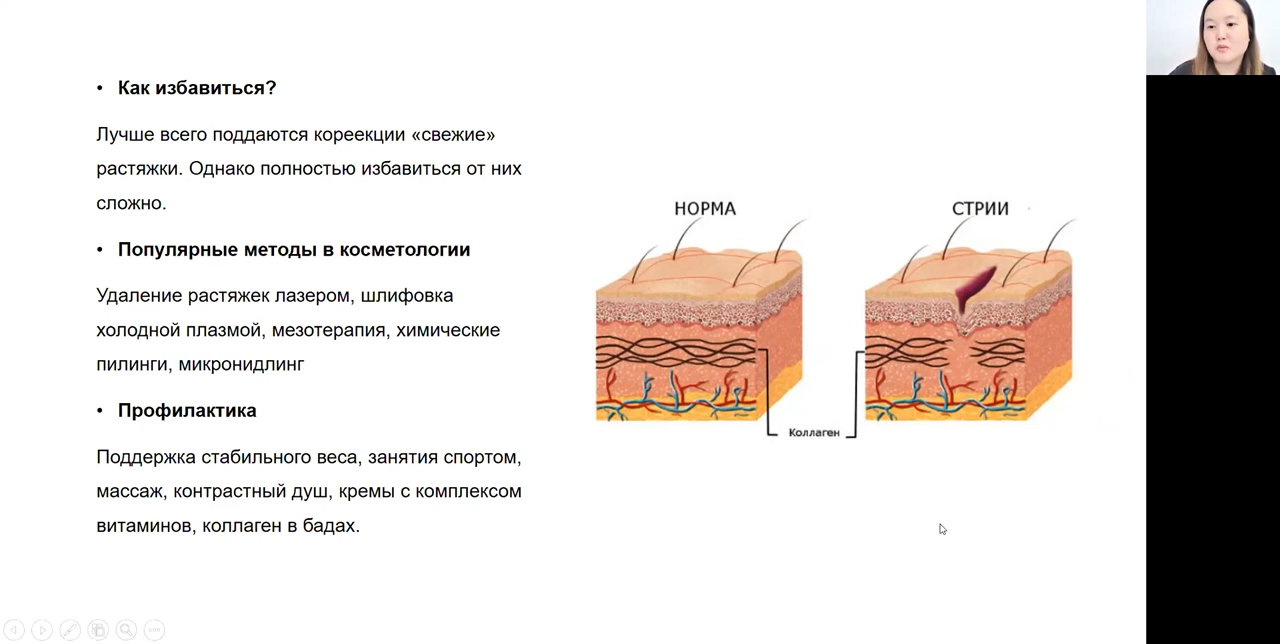 • Как избавиться?
Лучше всего поддаются кореекции «свежие»
растяжки. Однако полностью избавиться от них
сложно.
• Популярные методы в косметологии
Удаление растяжек лазером, шлифовка
холодной плазмой, мезотерапия, химические
пилинги, микронидлинг
• Профилактика
Поддержка стабильного веса, занятия спортом,
массаж, контрастный душ, кремы с комплексом
витаминов, коллаген в бадах.
НОРМА
СТРИИ
Коллаген